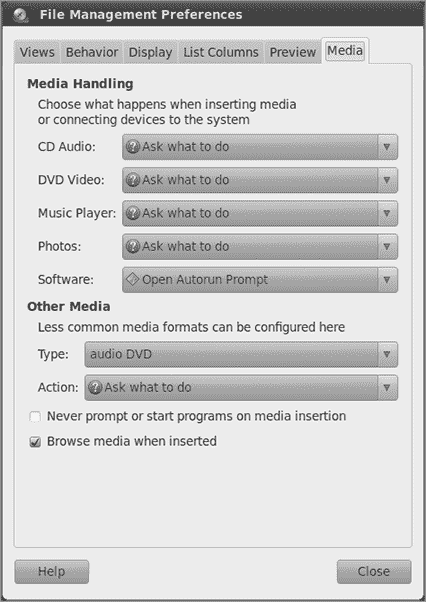 File Management Preferences
Views Behavior Display List Columns Preview Media
Media Handling
Choose what happens when inserting media
or connecting devices to the system
CD Audio: Ask what to do
DVD Video: Ask what to do
Music Player: Ask what to do
Photos: Ask what to do
Software: Open Autorun Prompt
Other Media
Less common media formats can be configured here
Type: audio DVD
Action: Ask what to do
Never prompt or start programs on media insertion
Browse media when inserted
Help Close